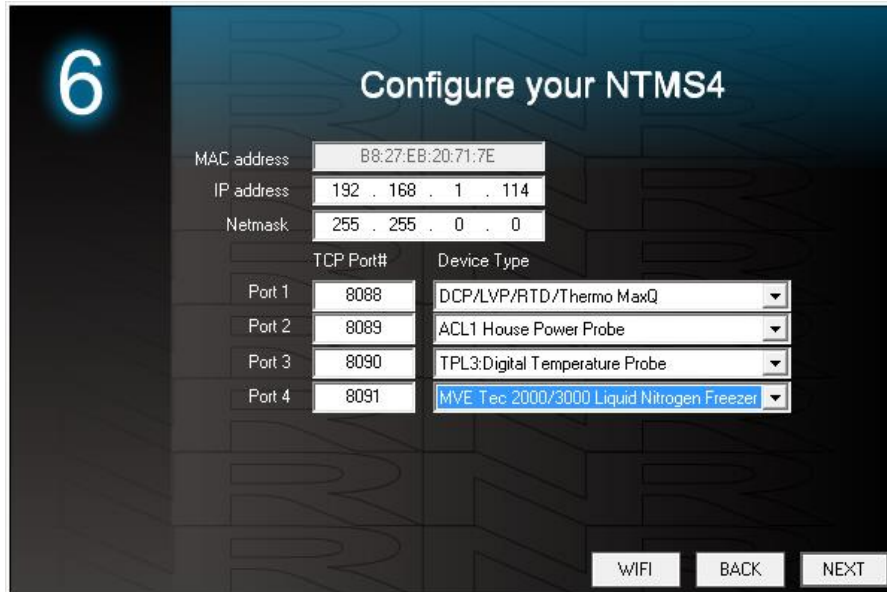 6
Configure your NTMS4
MAC address B8:27:EB:20:71:7E
IP address 192 . 168 . 1 . 114
Netmask 255 . 255 . 0 . 0
TCP Port# Device Type
Port 1 8088 DCP/LVP/RTD/Thermo MaxQ
Port 2 8089 ACL1 House Power Probe
Port 3 8090 TPL3:Digital Temperature Probe
Port 4 8091 MVE Tec 2000/3000 Liquid Nitrogen Freezer
WIFI BACK NEXT